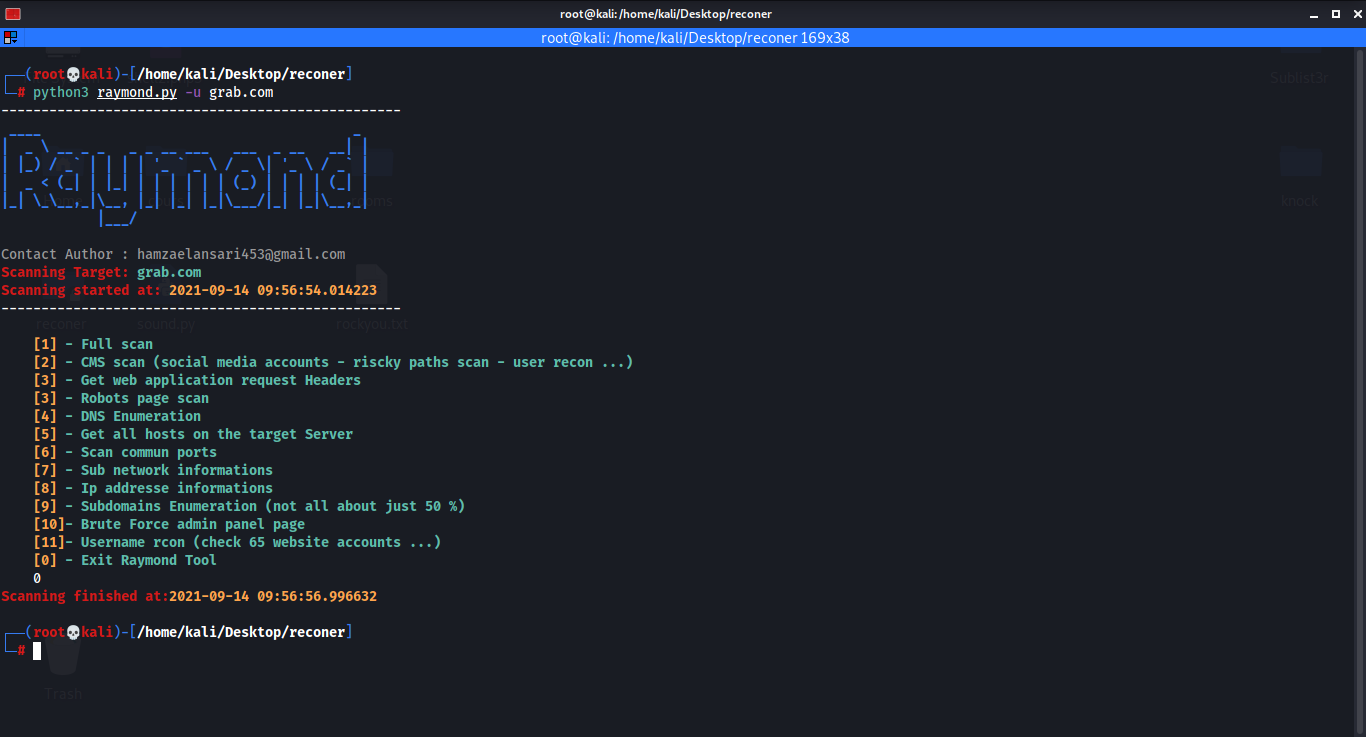 root@kali:/home/kali/Desktop/reconer
root@kali: /home/kali/Desktop/reconer 169x38
Sublist3r
┌──(root💀kali)-[/home/kali/Desktop/reconer]
└─# python3 raymond.py -u grab.com
--------------------------------------------------
Raymond
knock
Contact Author : hamzaelansari453@gmail.com
Scanning Target: grab.com
Scanning started at: 2021-09-14 09:56:54.014223
--------------------------------------------------
reconer sound.py rockyou.txt
[1] - Full scan
[2] - CMS scan (social media accounts - riscky paths scan - user recon ...)
[3] - Get web application request Headers
[3] - Robots page scan
[4] - DNS Enumeration
[5] - Get all hosts on the target Server
[6] - Scan commun ports
[7] - Sub network informations
[8] - Ip addresse informations
[9] - Subdomains Enumeration (not all about just 50 %)
[10]- Brute Force admin panel page
[11]- Username rcon (check 65 website accounts ...)
[0] - Exit Raymond Tool
0
Scanning finished at:2021-09-14 09:56:56.996632
┌──(root💀kali)-[/home/kali/Desktop/reconer]
└─#
Trash